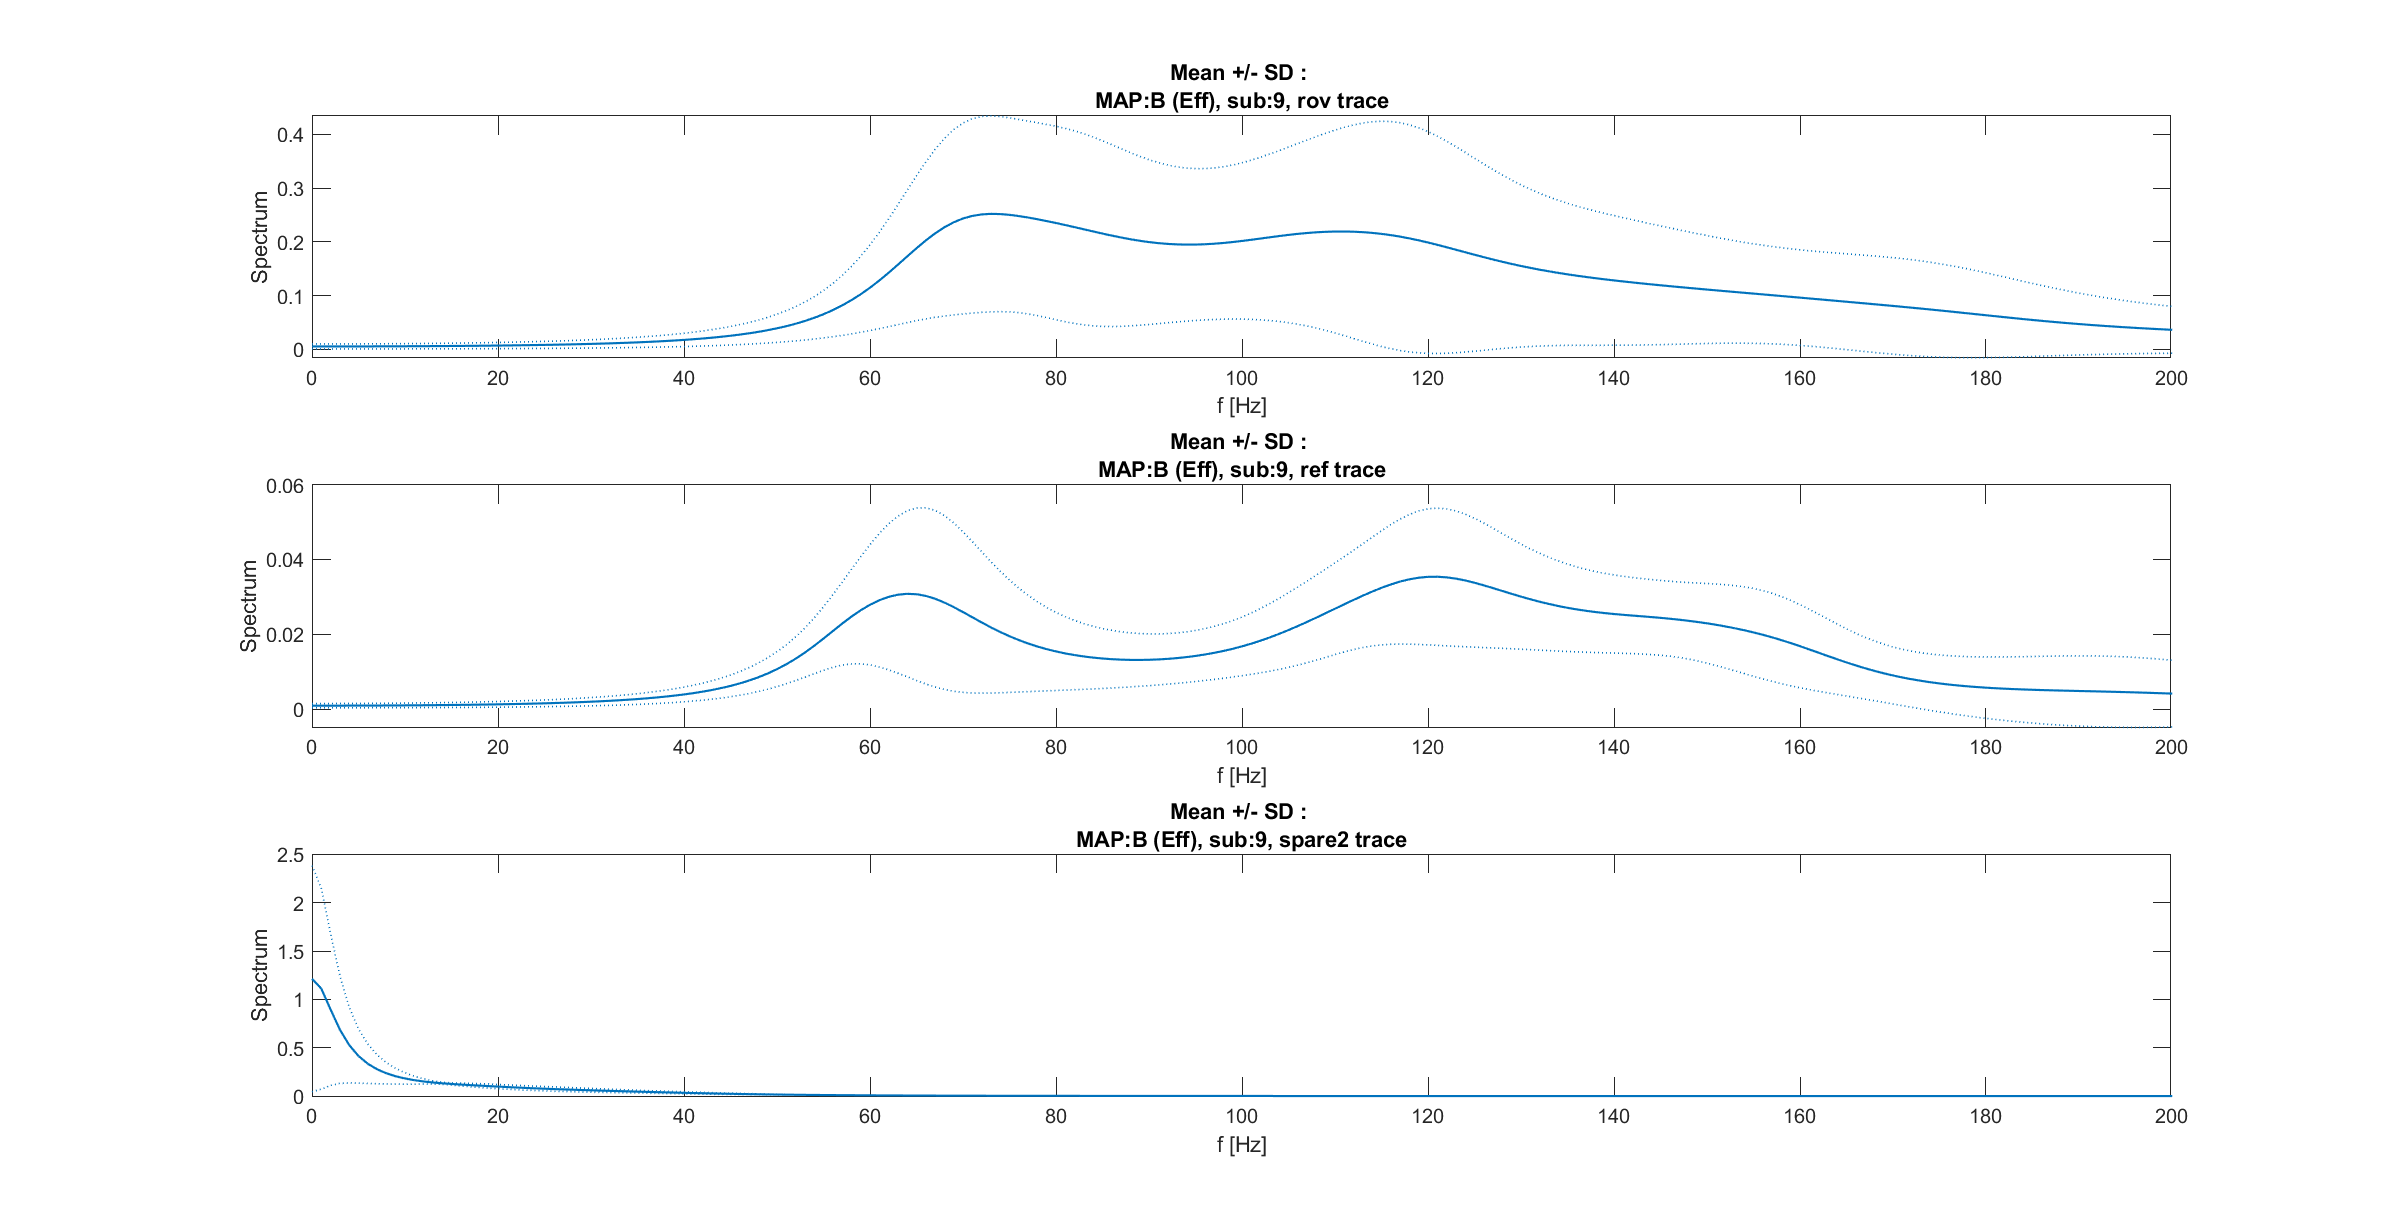 Mean +/- SD :
MAP:B (Eff), sub:9, rov trace
Spectrum
0.4
0.3
0.2
0.1
0
0 20 40 60 80 100 120 140 160 180 200
f [Hz]
Mean +/- SD :
MAP:B (Eff), sub:9, ref trace
Spectrum
0.06
0.04
0.02
0
0 20 40 60 80 100 120 140 160 180 200
f [Hz]
Mean +/- SD :
MAP:B (Eff), sub:9, spare2 trace
Spectrum
2.5
2
1.5
1
0.5
0
0 20 40 60 80 100 120 140 160 180 200
f [Hz]